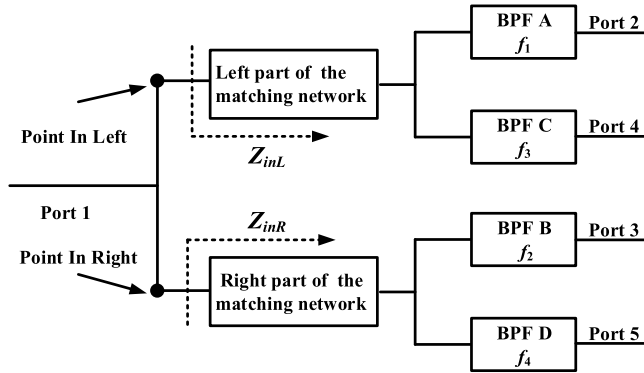 BPF A
f1
Port 2
Left part of the
matching network
Point In Left
ZinL
BPF C
f3
Port 4
Port 1
ZinR
Point In Right
Right part of the
matching network
BPF B
f2
Port 3
BPF D
f4
Port 5